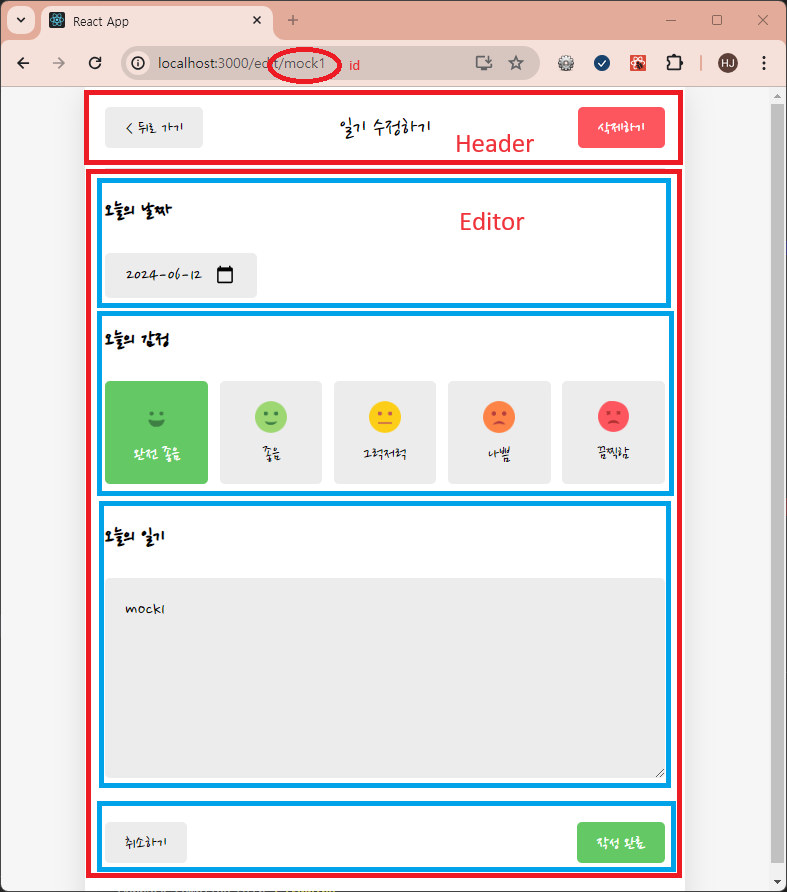 React App
localhost:3000/edit/mock1 id
HJ
< 뒤로 가기 일기 수정하기 삭제하기
Header
오늘의 날짜
Editor
2024-06-12
오늘의 감정
완전 좋음 좋음 그럭저럭 나쁨 끔찍함
오늘의 일기
mock1
취소하기 작성 완료